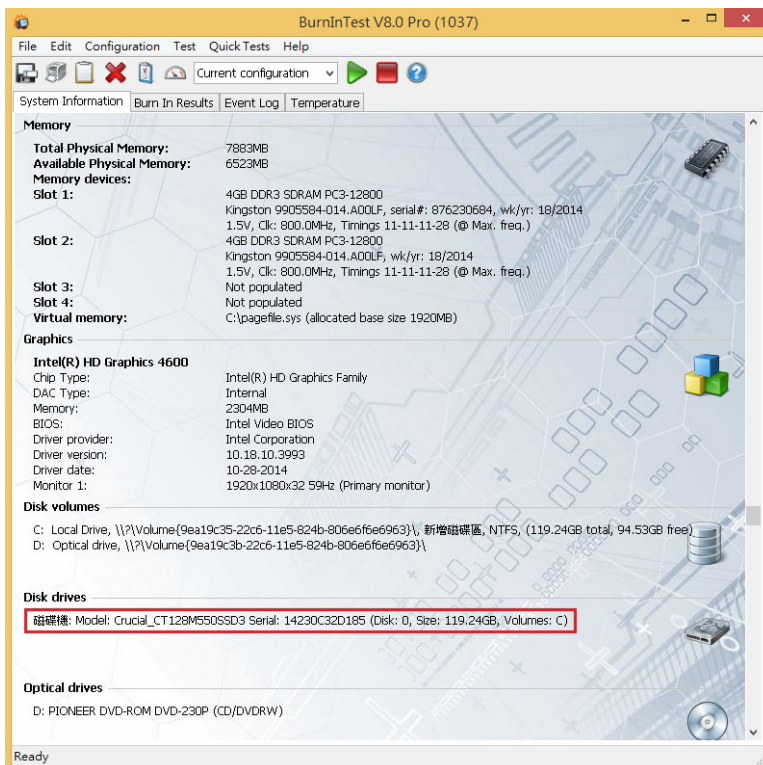 BurnInTest V8.0 Pro (1037)
File Edit Configuration Test Quick Tests Help
Current configuration
System Information Burn In Results Event Log Temperature
Memory
Total Physical Memory: 7883MB
Available Physical Memory: 6523MB
Memory devices:
Slot 1: 4GB DDR3 SDRAM PC3-12800
Kingston 9905584-014.A00LF, serial#: 876230684, wk/yr: 18/2014
1.5V, Clk: 800.0MHz, Timings 11-11-11-28 (@ Max. freq.)
Slot 2: 4GB DDR3 SDRAM PC3-12800
Kingston 9905584-014.A00LF, wk/yr: 18/2014
1.5V, Clk: 800.0MHz, Timings 11-11-11-28 (@ Max. freq.)
Slot 3: Not populated
Slot 4: Not populated
Virtual memory: C:\pagefile.sys (allocated base size 1920MB)
Graphics
Intel(R) HD Graphics 4600
Chip Type: Intel(R) HD Graphics Family
DAC Type: Internal
Memory: 2304MB
BIOS: Intel Video BIOS
Driver provider: Intel Corporation
Driver version: 10.18.10.3993
Driver date: 10-28-2014
Monitor 1: 1920x1080x32 59Hz (Primary monitor)
Disk volumes
C: Local Drive, \\?\Volume{9ea19c35-22c6-11e5-824b-806e6f6e6963}\, 新增磁碟區, NTFS, (119.24GB total, 94.53GB free)
D: Optical drive, \\?\Volume{9ea19c3b-22c6-11e5-824b-806e6f6e6963}\
Disk drives
磁碟機: Model: Crucial_CT128M550SSD3 Serial: 14230C32D185 (Disk: 0, Size: 119.24GB, Volumes: C)
Optical drives
D: PIONEER DVD-ROM DVD-230P (CD/DVDRW)
Ready